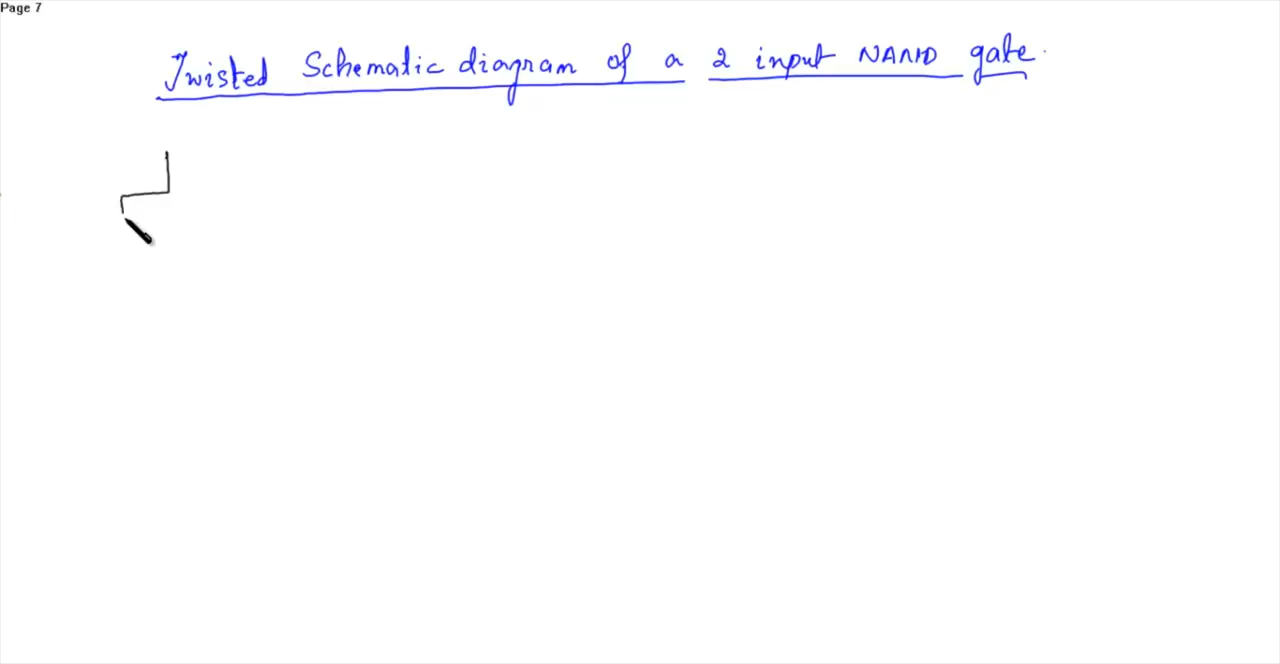 Page 7
Twisted Schematic diagram of a 2 input NAND gate.